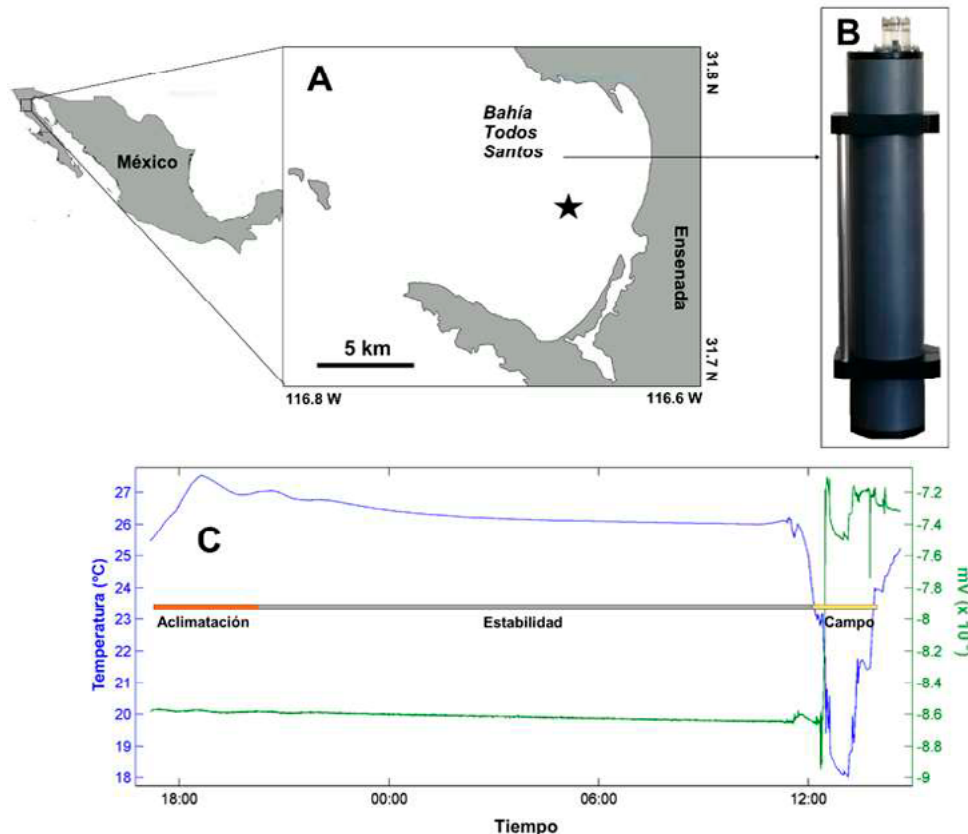 A
B
Bahía
Todos
Santos
México
Ensenada
31.8 N
31.7 N
5 km
116.8 W
116.6 W
C
Temperatura (°C)
27
26
25
24
23
22
21
20
19
18
Aclimatación
Estabilidad
Campo
-7.2
-7.4
-7.6
-7.8
-8
-8.2
-8.4
-8.6
-8.8
-9
18:00
00:00
06:00
12:00
Tiempo